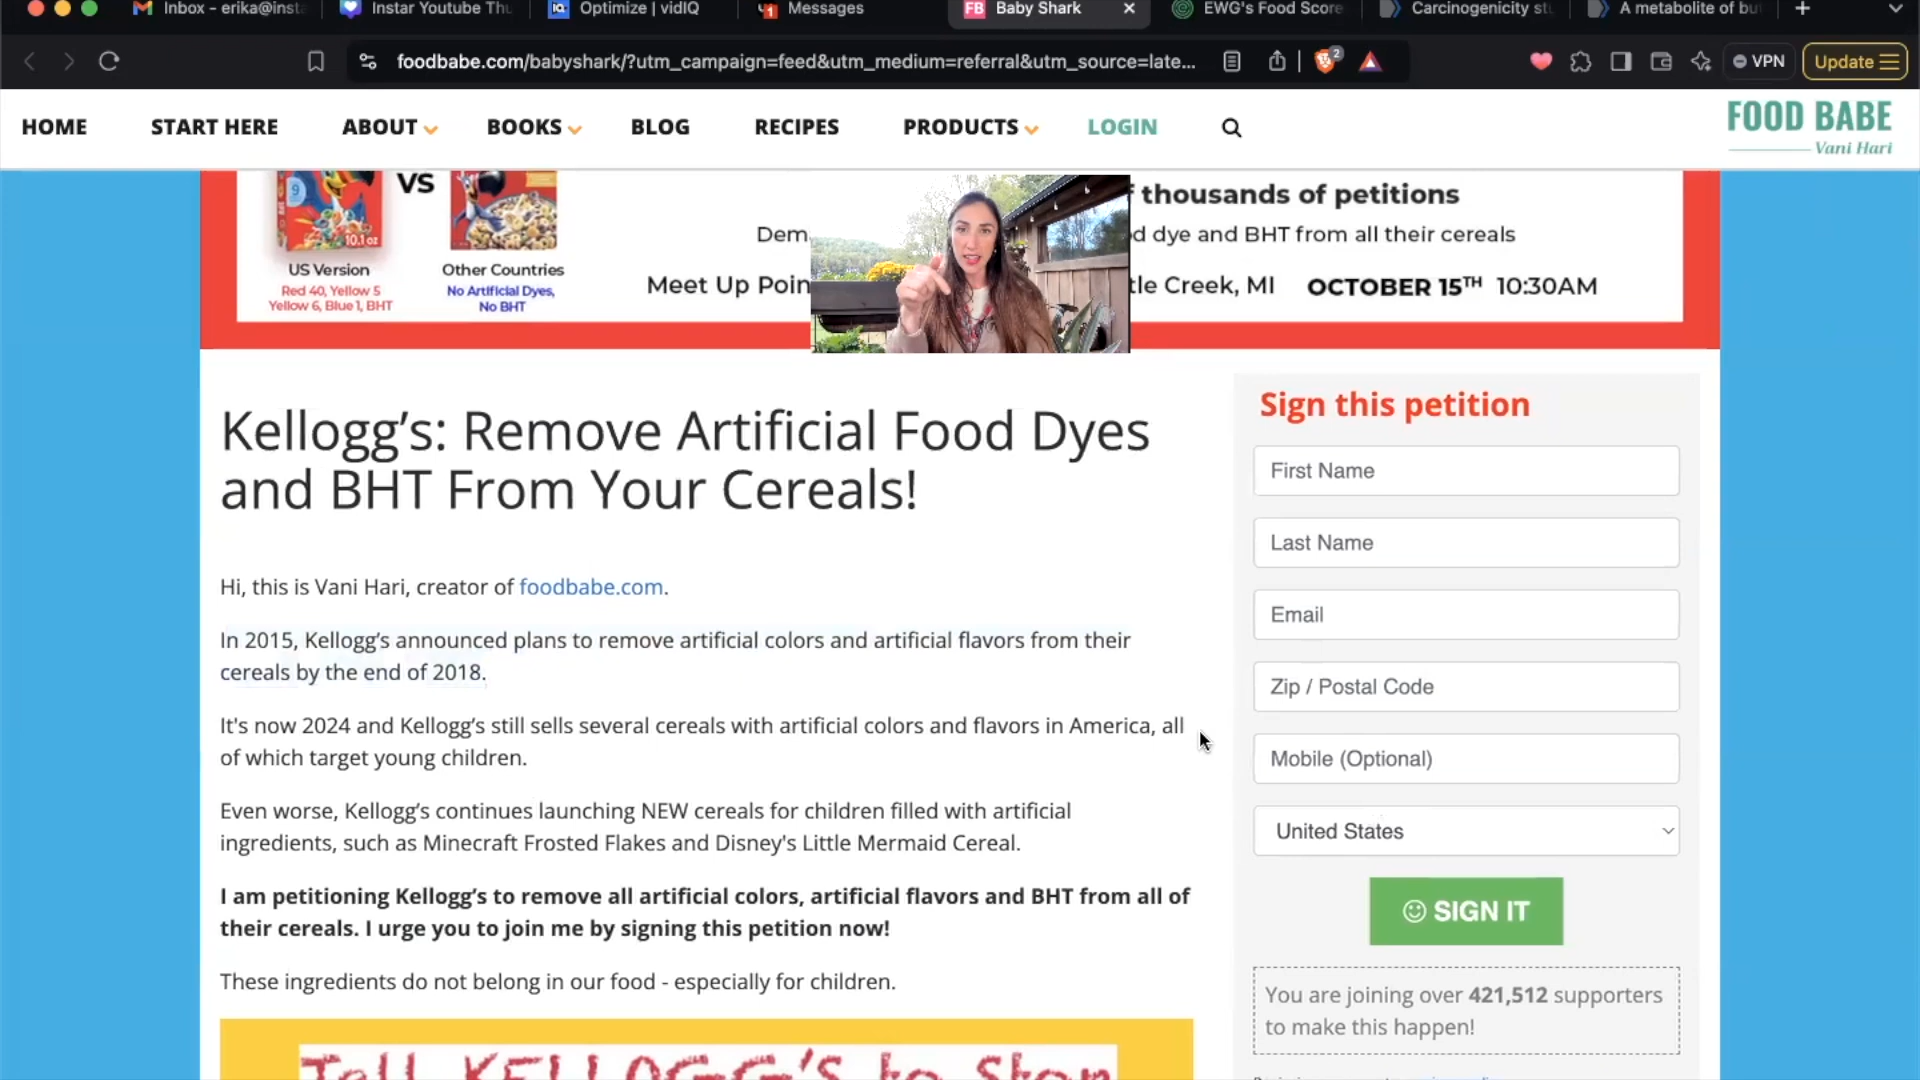 Inbox - erika@inst
Instar Youtube Thu
Optimize | vidIQ
Messages
Baby Shark
EWG's Food Score
Carcinogenicity stu
A metabolite of bu
foodbabe.com/babyshark/?utm_campaign=feed&utm_medium=referral&utm_source=late...
2
VPN
Update
HOME
START HERE
ABOUT
BOOKS
BLOG
RECIPES
PRODUCTS
LOGIN
FOOD BABE
Vani Hari
VS
10.1 oz
US Version
Red 40, Yellow 5
Yellow 6, Blue 1, BHT
Other Countries
No Artificial Dyes,
No BHT
thousands of petitions
Dem
d dye and BHT from all their cereals
Meet Up Poin
tle Creek, MI OCTOBER 15TH 10:30AM
Kellogg’s: Remove Artificial Food Dyes
and BHT From Your Cereals!
Hi, this is Vani Hari, creator of foodbabe.com.
In 2015, Kellogg’s announced plans to remove artificial colors and artificial flavors from their
cereals by the end of 2018.
It's now 2024 and Kellogg’s still sells several cereals with artificial colors and flavors in America, all
of which target young children.
Even worse, Kellogg’s continues launching NEW cereals for children filled with artificial
ingredients, such as Minecraft Frosted Flakes and Disney's Little Mermaid Cereal.
I am petitioning Kellogg’s to remove all artificial colors, artificial flavors and BHT from all of
their cereals. I urge you to join me by signing this petition now!
These ingredients do not belong in our food - especially for children.
Tell KELLOGG'S to Stop
Sign this petition
First Name
Last Name
Email
Zip / Postal Code
Mobile (Optional)
United States
SIGN IT
You are joining over 421,512 supporters
to make this happen!